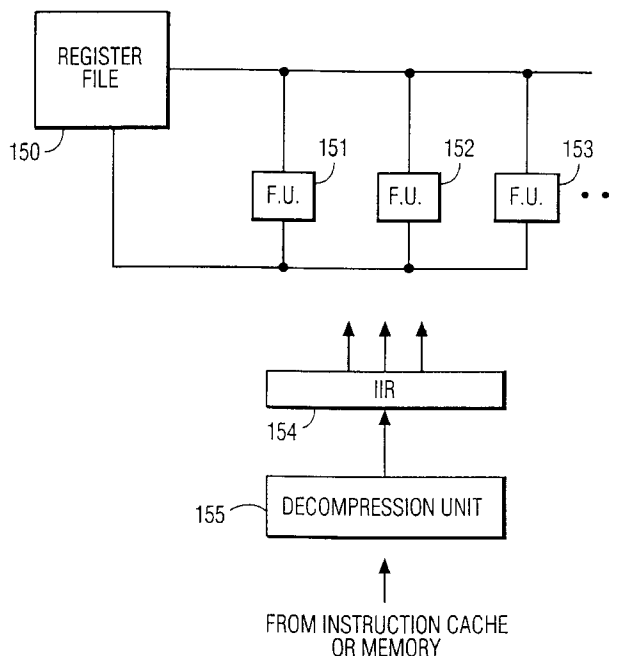 REGISTER
FILE
150
151
152
153
F.U.
F.U.
F.U.
IIR
154
DECOMPRESSION UNIT
155
FROM INSTRUCTION CACHE
OR MEMORY